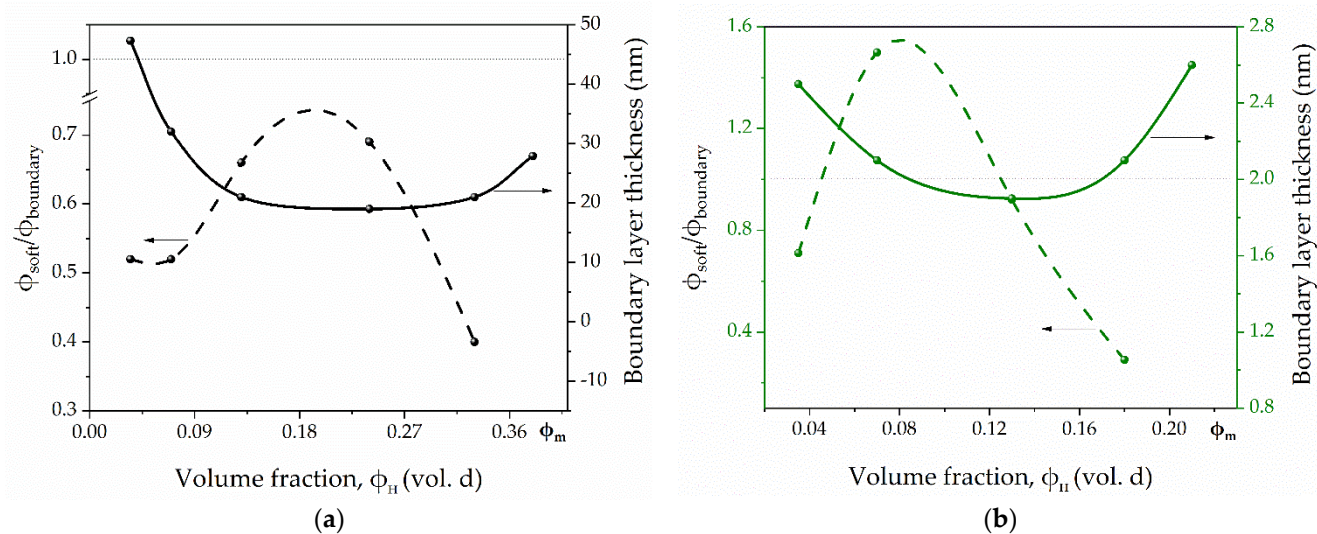 1.0
0.7
0.6
0.5
0.4
0.3
ϕsoft/ϕboundary
50
40
30
20
10
0
-10
Boundary layer thickness (nm)
0.00 0.09 0.18 0.27 0.36 ϕm
Volume fraction, ϕH (vol. d)
(a)
1.6
1.2
0.8
0.4
ϕsoft/ϕboundary
2.8
2.4
2.0
1.6
1.2
0.8
Boundary layer thickness (nm)
0.04 0.08 0.12 0.16 0.20 ϕm
Volume fraction, ϕH (vol. d)
(b)